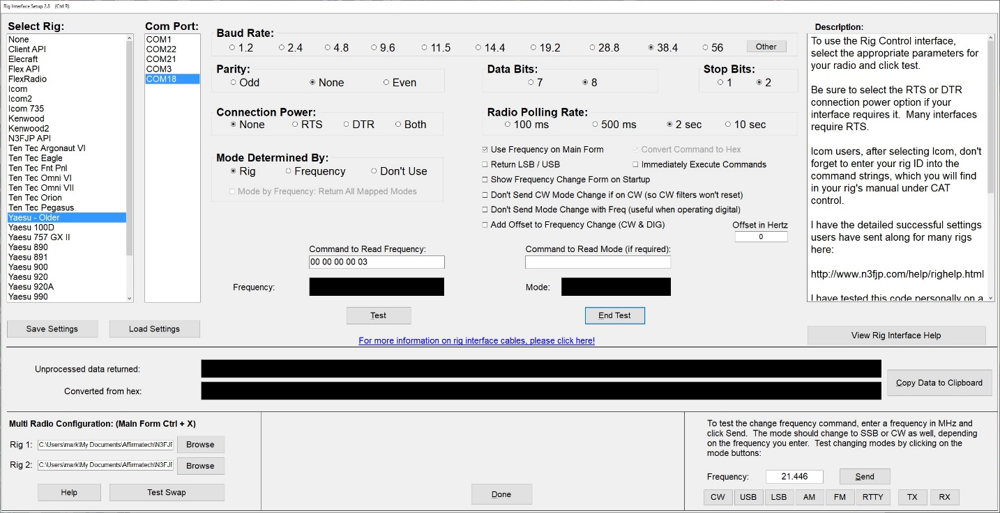 Rig Interface Setup 2.8 (Ctrl R)
Select Rig:
None
Client API
Elecraft
Flex API
FlexRadio
Icom
Icom2
Icom 735
Kenwood
Kenwood2
N3FJP API
Ten Tec Argonaut VI
Ten Tec Eagle
Ten Tec Fnt Pnl
Ten Tec Omni VI
Ten Tec Omni VII
Ten Tec Orion
Ten Tec Pegasus
Yaesu - Older
Yaesu 100D
Yaesu 757 GX II
Yaesu 890
Yaesu 891
Yaesu 900
Yaesu 920
Yaesu 920A
Yaesu 990
Save Settings
Load Settings
Com Port:
COM1
COM22
COM21
COM3
COM18
Baud Rate:
1.2 2.4 4.8 9.6 11.5 14.4 19.2 28.8 38.4 56 Other
Parity:
Odd None Even
Data Bits:
7 8
Stop Bits:
1 2
Connection Power:
None RTS DTR Both
Radio Polling Rate:
100 ms 500 ms 2 sec 10 sec
Mode Determined By:
Rig Frequency Don't Use
Mode by Frequency: Return All Mapped Modes
Use Frequency on Main Form
Convert Command to Hex
Return LSB / USB
Immediately Execute Commands
Show Frequency Change Form on Startup
Don't Send CW Mode Change if on CW (so CW filters won't reset)
Don't Send Mode Change with Freq (useful when operating digital)
Add Offset to Frequency Change (CW & DIG)
Offset in Hertz
0
Command to Read Frequency:
00 00 00 00 03
Command to Read Mode (if required):
Frequency:
Mode:
Test
End Test
For more information on rig interface cables, please click here!
Description:
To use the Rig Control interface,
select the appropriate parameters for
your radio and click test.
Be sure to select the RTS or DTR
connection power option if your
interface requires it. Many interfaces
require RTS.
Icom users, after selecting Icom, don't
forget to enter your rig ID into the
command strings, which you will find
in your rig's manual under CAT
control.
I have the detailed successful settings
users have sent along for many rigs
here:
http://www.n3fjp.com/help/righelp.html
I have tested this code personally on a
View Rig Interface Help
Unprocessed data returned:
Converted from hex:
Copy Data to Clipboard
Multi Radio Configuration: (Main Form Ctrl + X)
Rig 1: C:\Users\mark\My Documents\Affirmatech\N3FJF Browse
Rig 2: C:\Users\mark\My Documents\Affirmatech\N3FJF Browse
Help
Test Swap
Done
To test the change frequency command, enter a frequency in MHz and
click Send. The mode should change to SSB or CW as well, depending
on the frequency you enter. Test changing modes by clicking on the
mode buttons:
Frequency: 21.446 Send
CW USB LSB AM FM RTTY TX RX